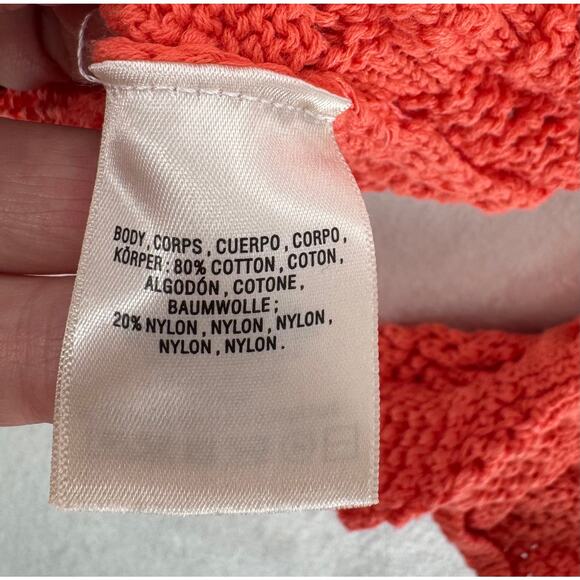 BODY , CORPS , CUERPO , CORPO ,
KÖRPER : 80% COTTON , COTON ,
ALGODÓN , COTONE ,
BAUMWOLLE ;
20% NYLON , NYLON , NYLON ,
NYLON , NYLON .